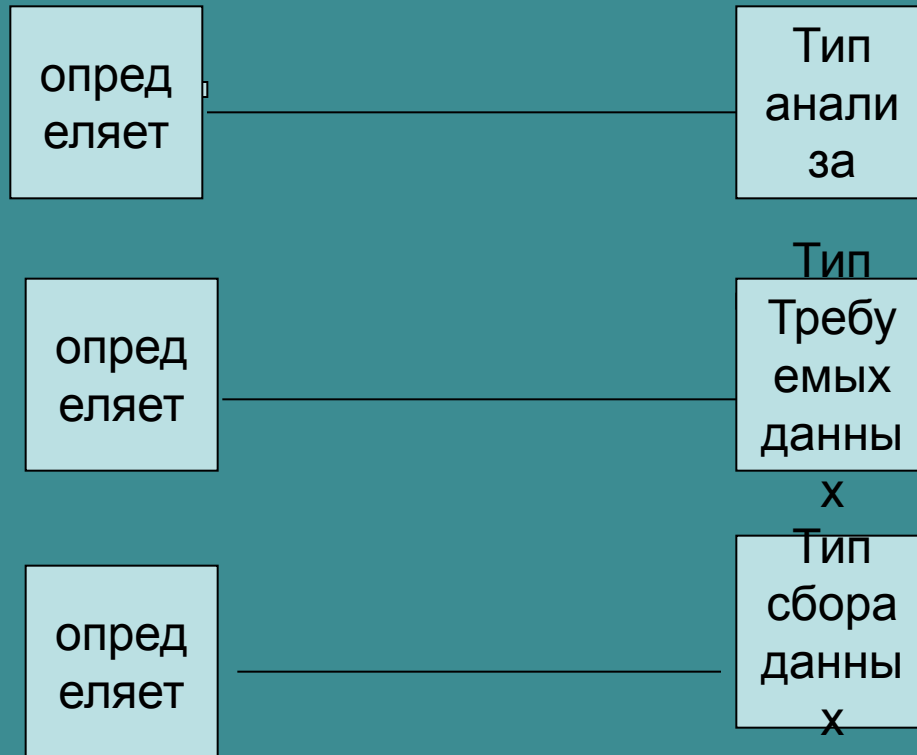 опред
еляет
Тип
анали
за
опред
еляет
Тип
Требу
емых
данны
х
опред
еляет
Тип
сбора
данны
х